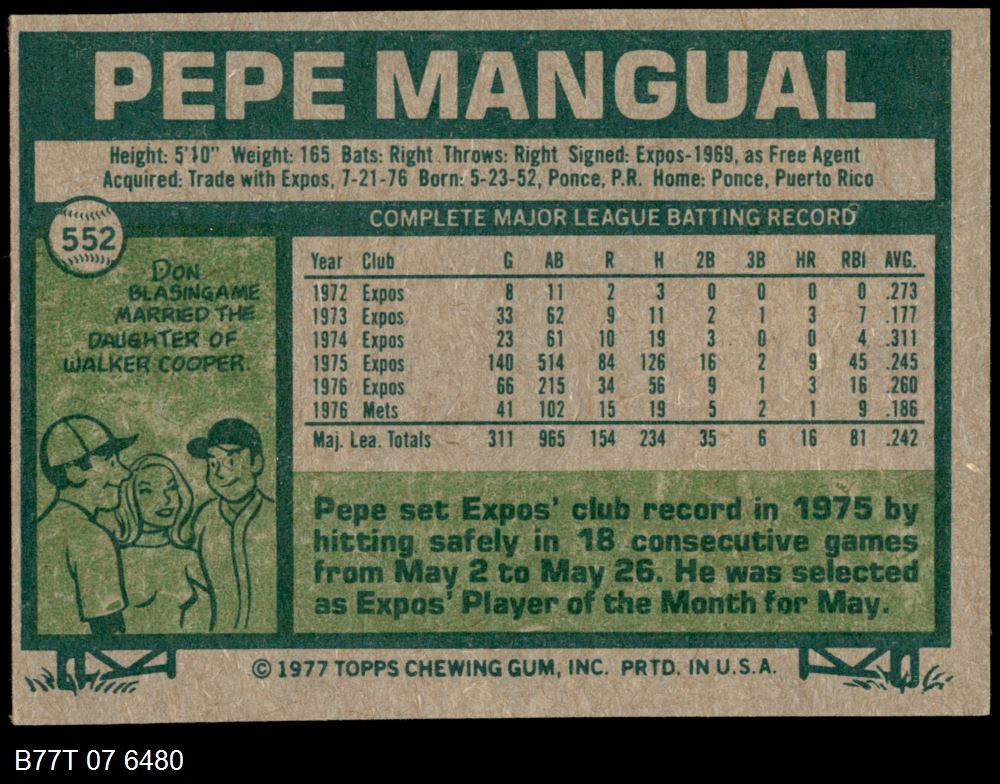 PEPE MANGUAL
Height: 5'10" Weight: 165 Bats: Right Throws: Right Signed: Expos-1969, as Free Agent
Acquired: Trade with Expos, 7-21-76 Born: 5-23-52, Ponce, P.R. Home: Ponce, Puerto Rico
552
DON
BLASINGAME
MARRIED THE
DAUGHTER OF
WALKER COOPER.
COMPLETE MAJOR LEAGUE BATTING RECORD
Year Club G AB R H 2B 3B HR RBI AVG.
1972 Expos 8 11 2 3 0 0 0 0 .273
1973 Expos 33 62 9 11 2 1 3 7 .177
1974 Expos 23 61 10 19 3 0 0 4 .311
1975 Expos 140 514 84 126 16 2 9 45 .245
1976 Expos 66 215 34 56 9 1 3 16 .260
1976 Mets 41 102 15 19 5 2 1 9 .186
Maj. Lea. Totals 311 965 154 234 35 6 16 81 .242
Pepe set Expos' club record in 1975 by
hitting safely in 18 consecutive games
from May 2 to May 26. He was selected
as Expos' Player of the Month for May.
© 1977 TOPPS CHEWING GUM, INC. PRTD. IN U.S.A.
B77T 07 6480